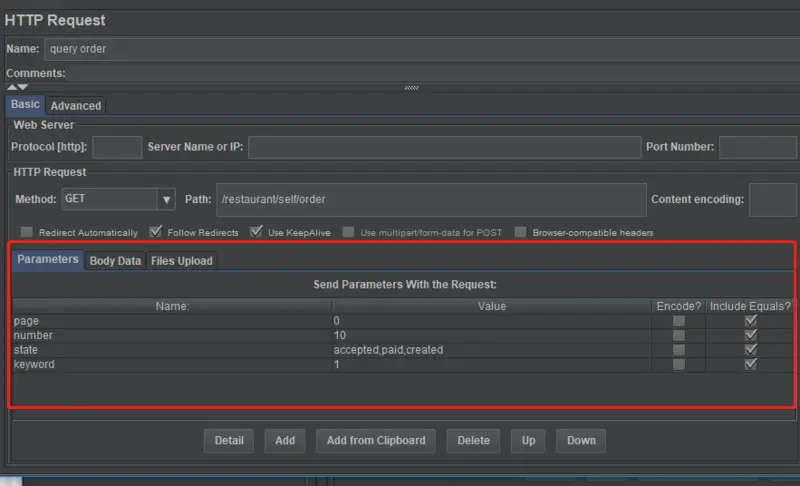 HTTP Request
Name: query order
Comments:
Basic Advanced
Web Server
Protocol [http]: Server Name or IP: Port Number:
HTTP Request
Method: GET Path: /restaurant/self/order Content encoding:
Redirect Automatically Follow Redirects Use KeepAlive Use multipart/form-data for POST Browser-compatible headers
Parameters Body Data Files Upload
Send Parameters With the Request:
Name: Value Encode? Include Equals?
page 0
number 10
state accepted,paid,created
keyword 1
Detail Add Add from Clipboard Delete Up Down